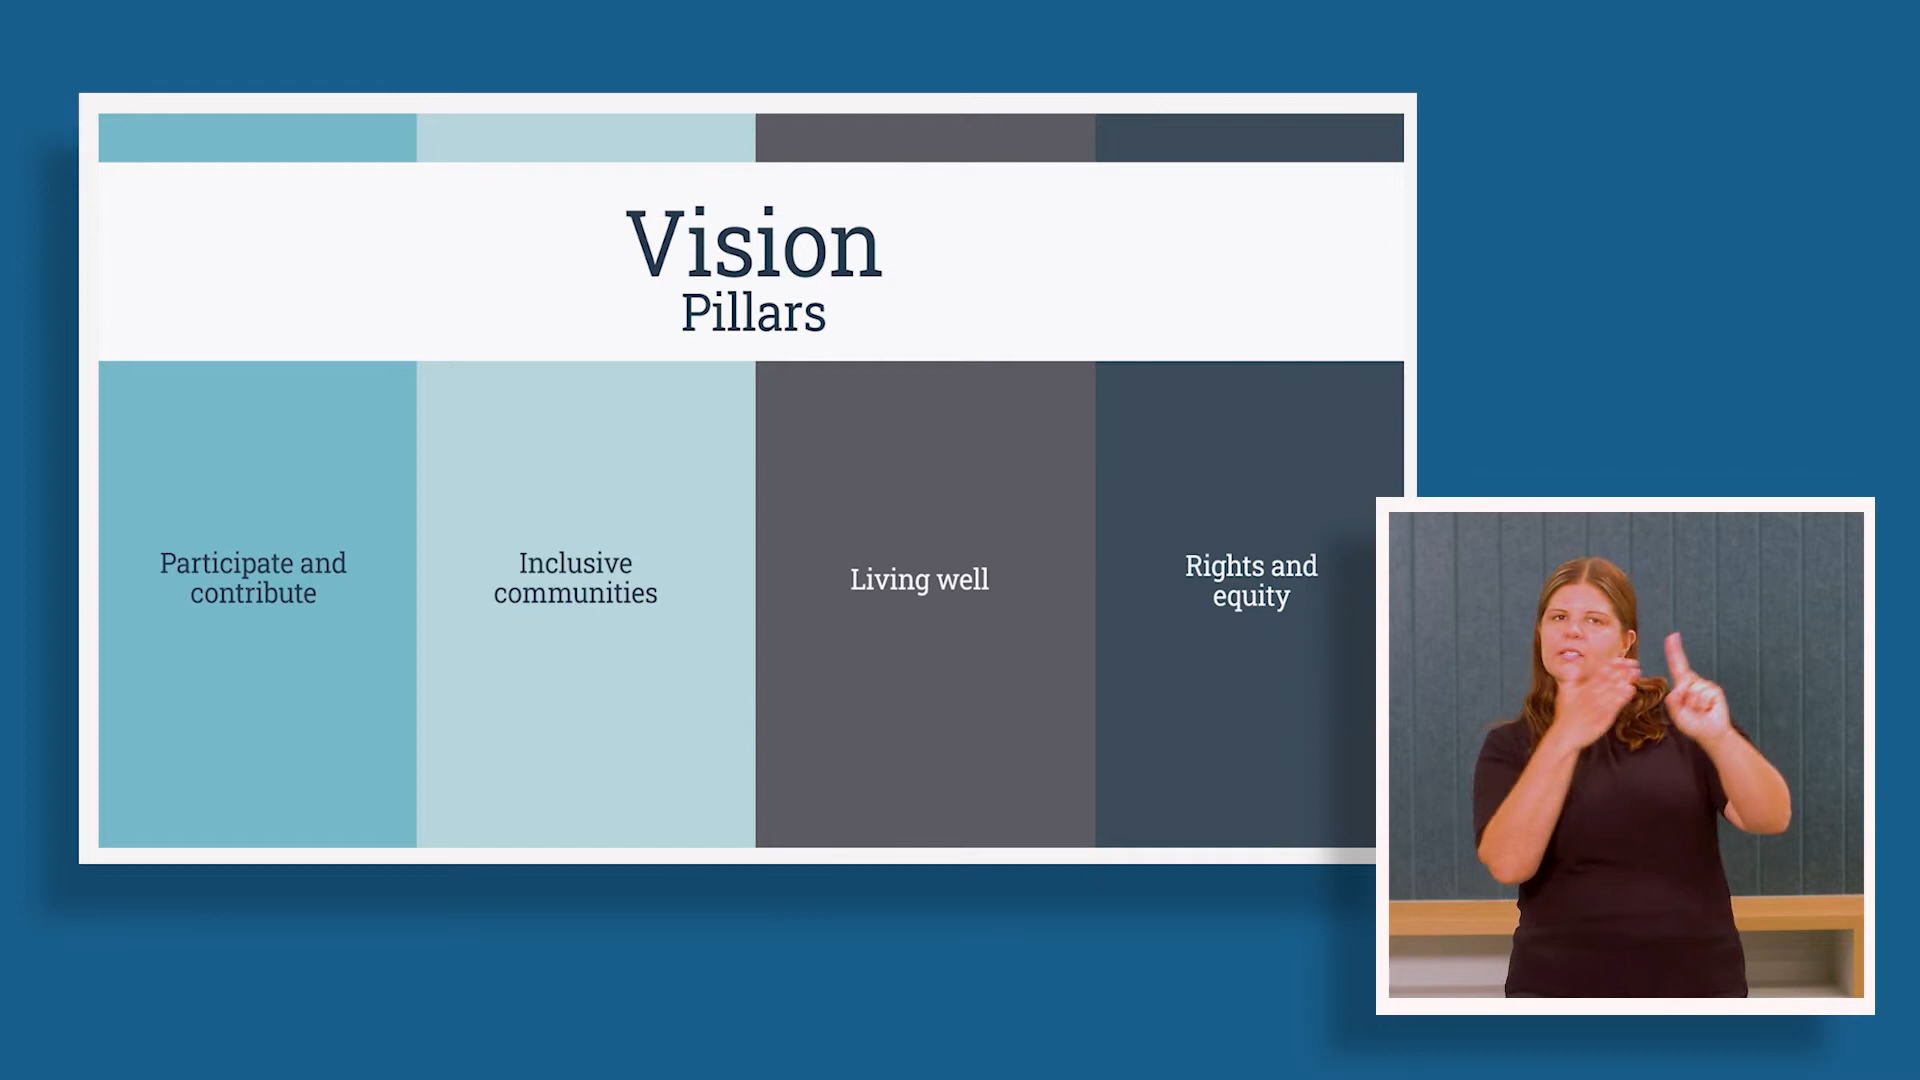 Vision
Pillars
Participate and
contribute
Inclusive
communities
Living well
Rights and
equity